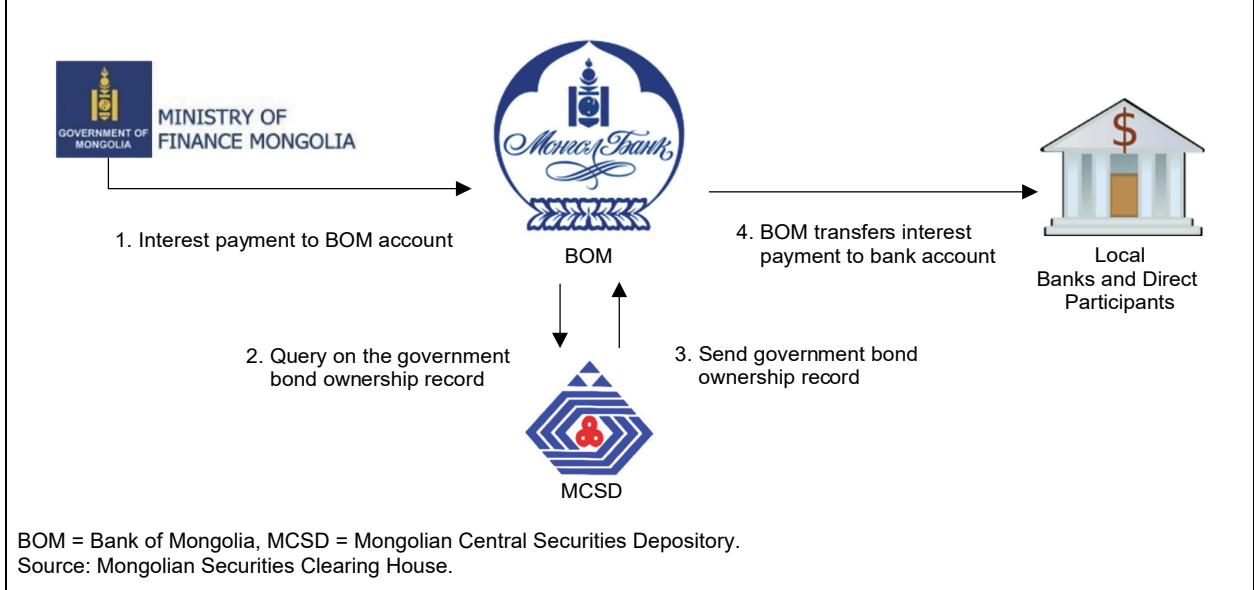 GOVERNMENT OF
MONGOLIA
MINISTRY OF
FINANCE MONGOLIA
МонголБанк
$
1. Interest payment to BOM account
BOM
4. BOM transfers interest
payment to bank account
Local
Banks and Direct
Participants
2. Query on the government
bond ownership record
3. Send government bond
ownership record
MCSD
BOM = Bank of Mongolia, MCSD = Mongolian Central Securities Depository.
Source: Mongolian Securities Clearing House.